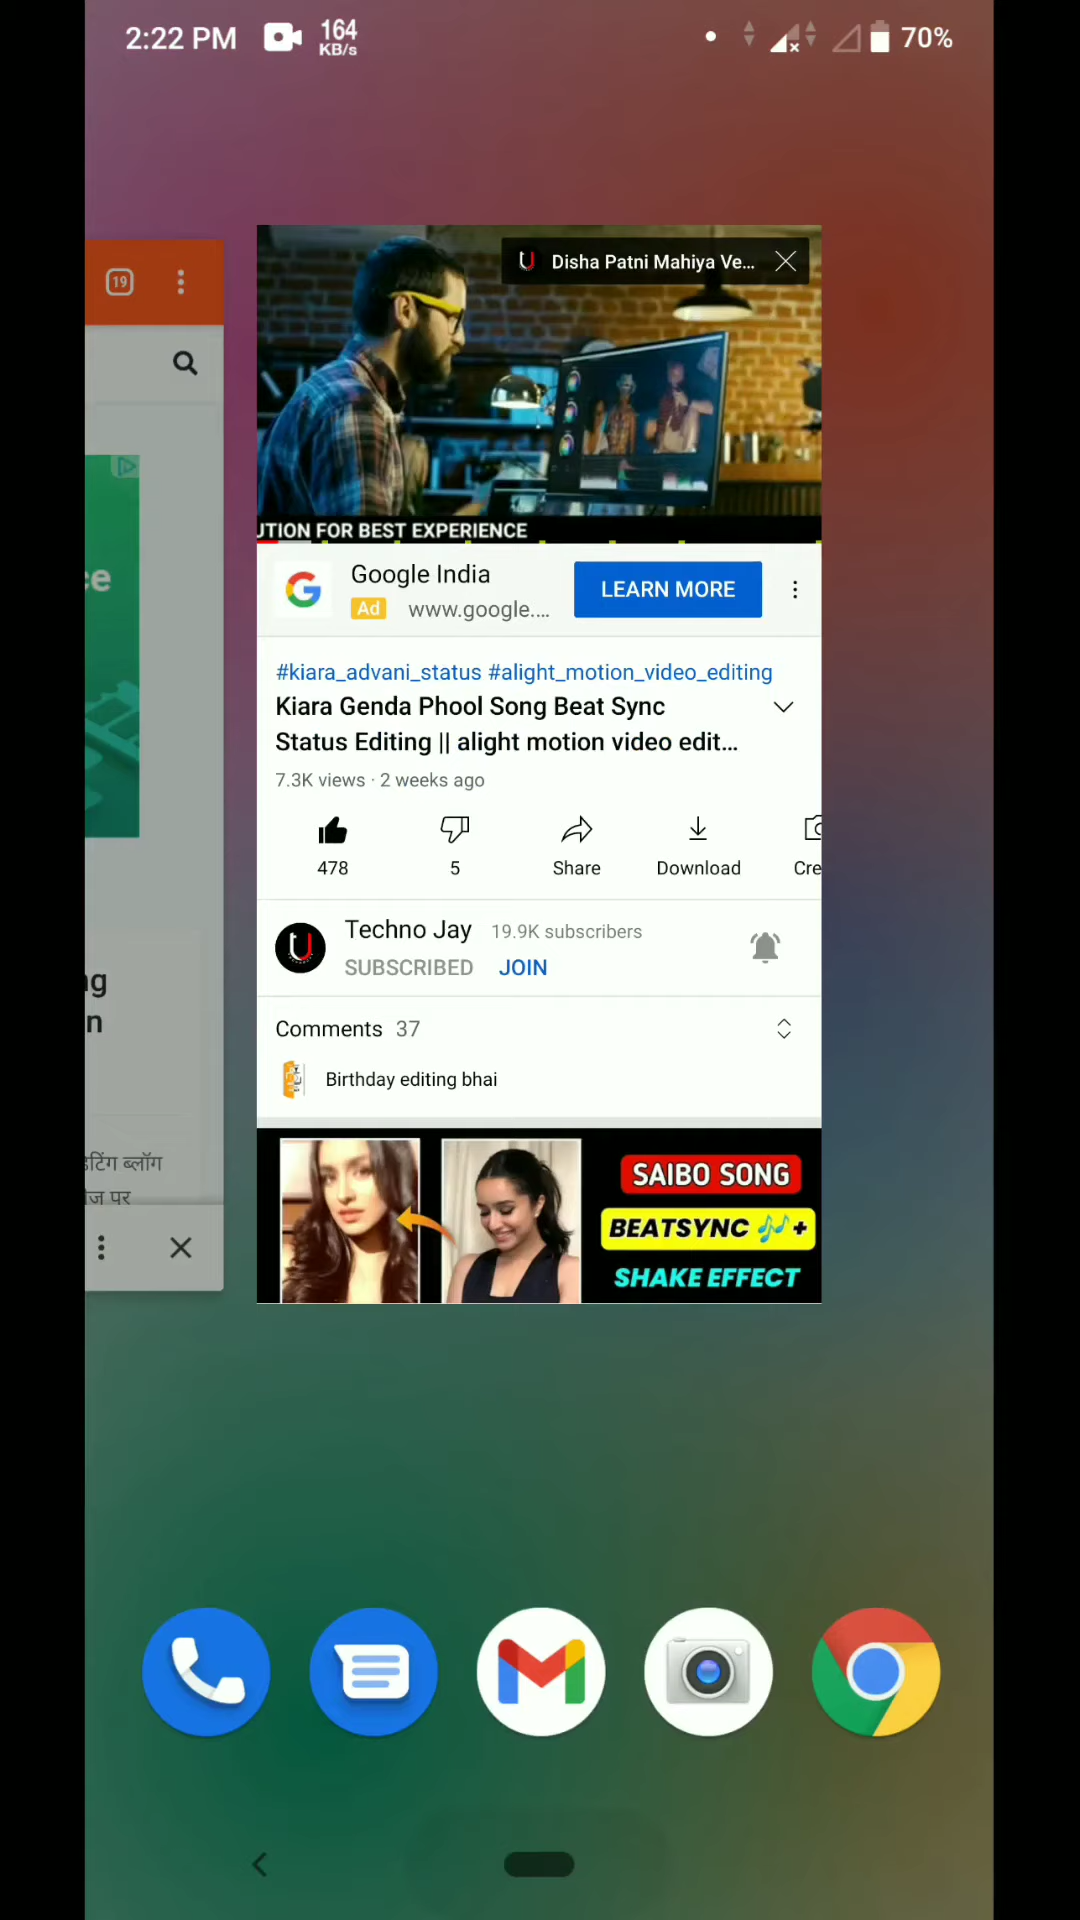 2:22 PM 164 KB/s 70%
19
Disha Patni Mahiya Ve...
UTION FOR BEST EXPERIENCE
Google India
Ad www.google....
LEARN MORE
#kiara_advani_status #alight_motion_video_editing
Kiara Genda Phool Song Beat Sync
Status Editing || alight motion video edit...
7.3K views · 2 weeks ago
478 5 Share Download Cre
Techno Jay 19.9K subscribers
SUBSCRIBED JOIN
Comments 37
Birthday editing bhai
ng
n
टिंग ब्लॉग
ज पर
SAIBO SONG
BEATSYNC 🎶+
SHAKE EFFECT